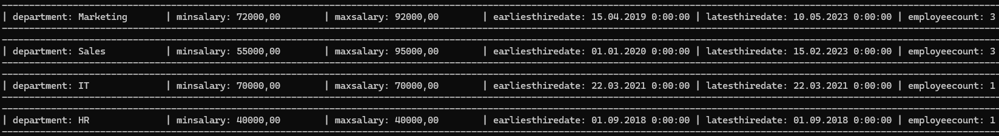 | department: Marketing | minsalary: 72000,00 | maxsalary: 92000,00 | earliesthiredate: 15.04.2019 0:00:00 | latesthiredate: 10.05.2023 0:00:00 | employeecount: 3
| department: Sales | minsalary: 55000,00 | maxsalary: 95000,00 | earliesthiredate: 01.01.2020 0:00:00 | latesthiredate: 15.02.2023 0:00:00 | employeecount: 3
| department: IT | minsalary: 70000,00 | maxsalary: 70000,00 | earliesthiredate: 22.03.2021 0:00:00 | latesthiredate: 22.03.2021 0:00:00 | employeecount: 1
| department: HR | minsalary: 40000,00 | maxsalary: 40000,00 | earliesthiredate: 01.09.2018 0:00:00 | latesthiredate: 01.09.2018 0:00:00 | employeecount: 1